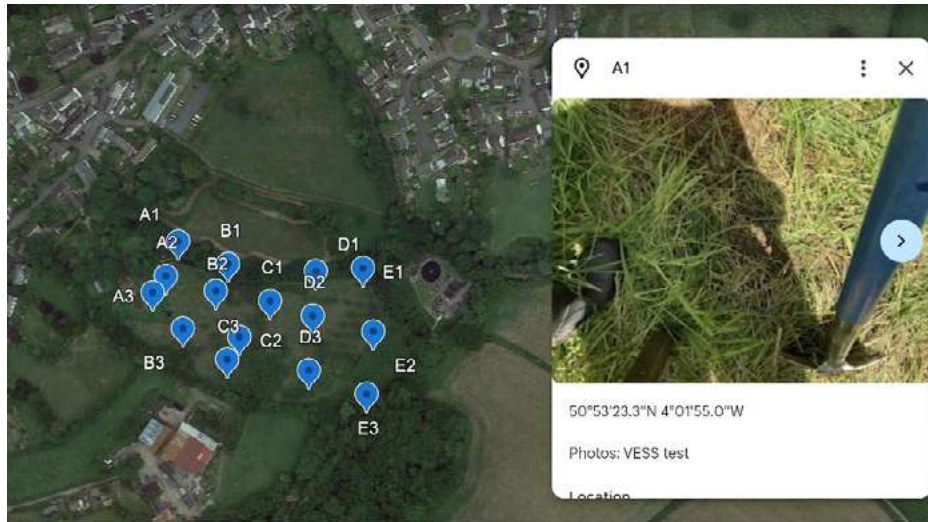 A1
A1
A2
B1
D1
B2
C1
D2
E1
A3
C3
C2
D3
B3
E2
E3
50°53'23.3"N 4°01'55.0"W
Photos: VESS test
Location